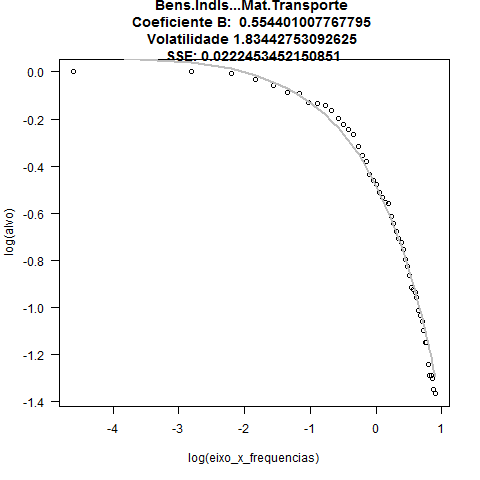 Bens.Indis...Mat.Transporte
Coeficiente B:  0.554401007767795
Volatilidade 1.83442753092625
SSE: 0.0222453452150851
0.0
-0.2
-0.4
-0.6
-0.8
-1.0
-1.2
-1.4
log(alvo)
-4 -3 -2 -1 0 1
log(eixo_x_frequencias)